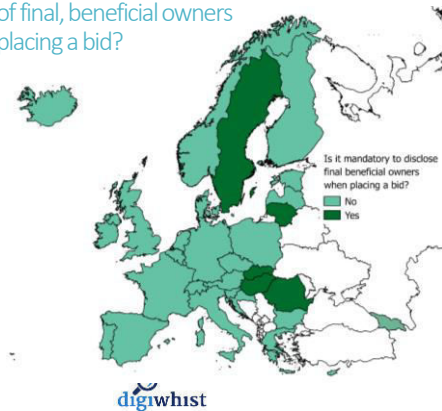 of final, beneficial owners
placing a bid?
Is it mandatory to disclose
final beneficial owners
when placing a bid?
No
Yes
digiwhist